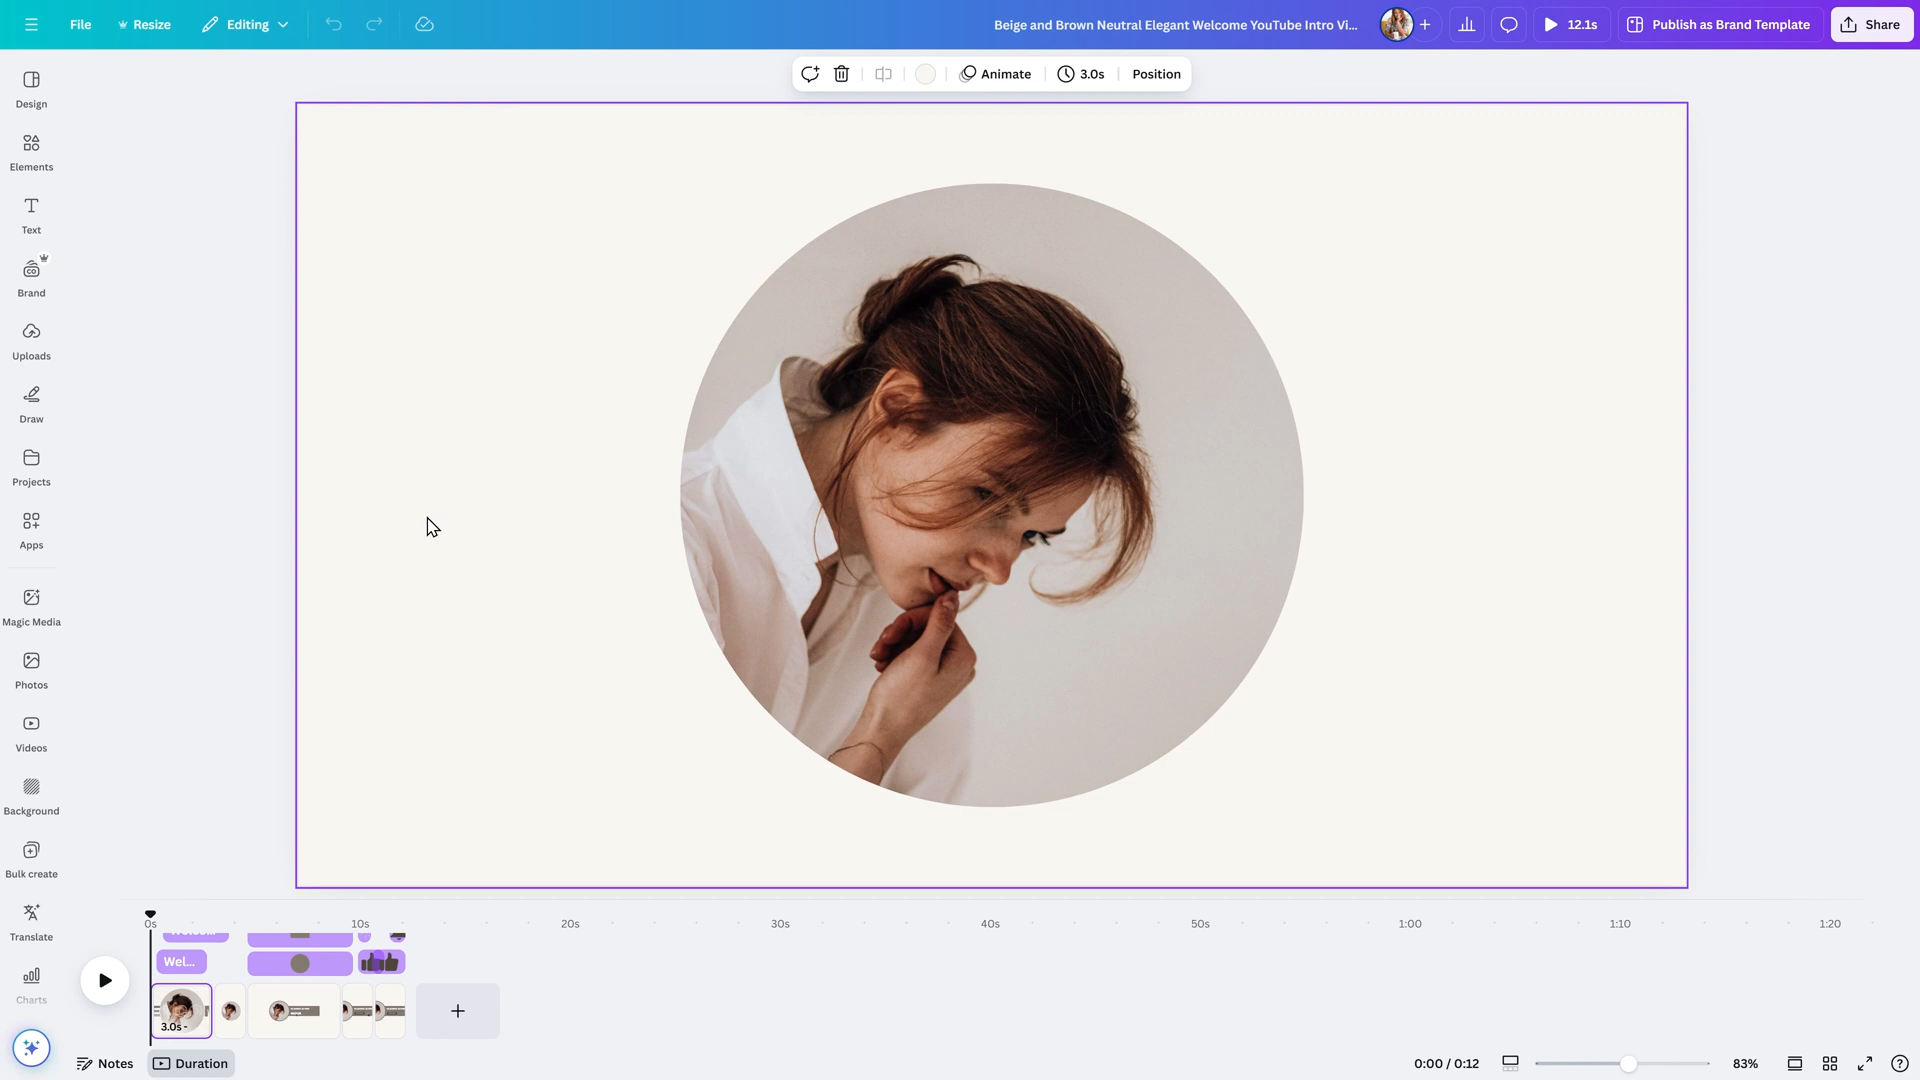 File
Resize
Editing
Beige and Brown Neutral Elegant Welcome YouTube Intro Vi...
12.1s
Publish as Brand Template
Share
Animate
3.0s
Position
Design
Elements
Text
Brand
Uploads
Draw
Projects
Apps
Magic Media
Photos
Videos
Background
Bulk create
Translate
Charts
0s
10s
20s
30s
40s
50s
1:00
1:10
1:20
Wel...
3.0s -
Notes
Duration
0:00 / 0:12
83%